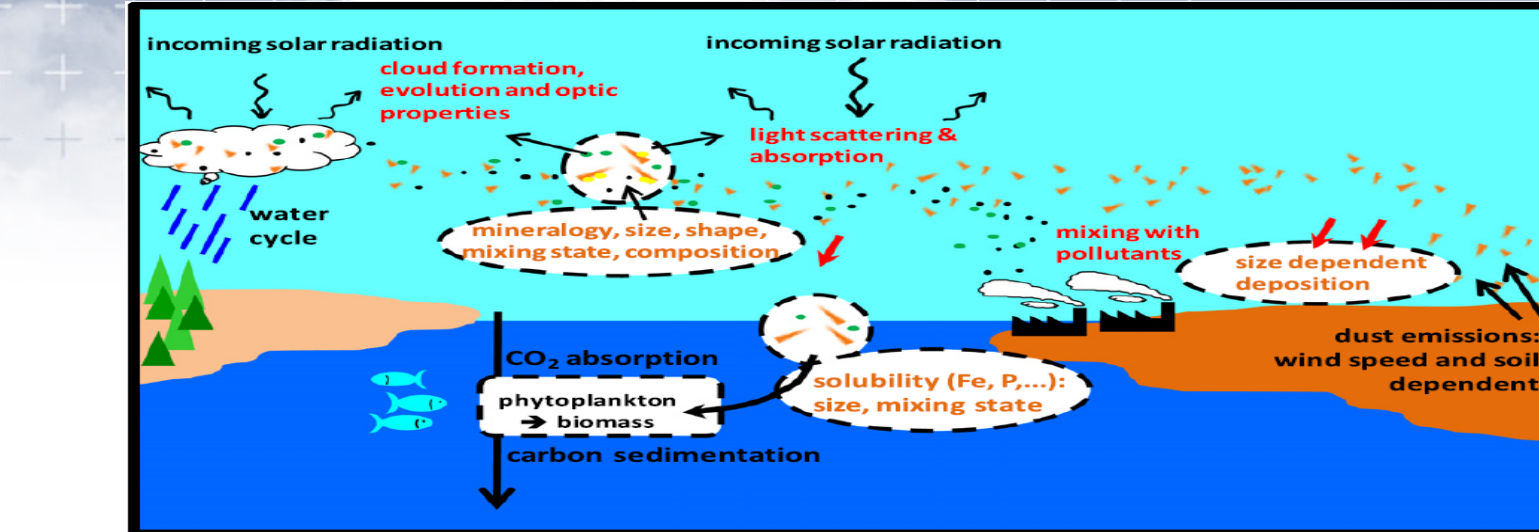 incoming solar radiation
incoming solar radiation
cloud formation,
evolution and optic
properties
light scattering &
absorption
water
cycle
mineralogy, size, shape,
mixing state, composition
mixing with
pollutants
size dependent
deposition
dust emissions:
wind speed and soil
dependent
CO₂ absorption
phytoplankton
➔ biomass
solubility (Fe, P,...):
size, mixing state
carbon sedimentation